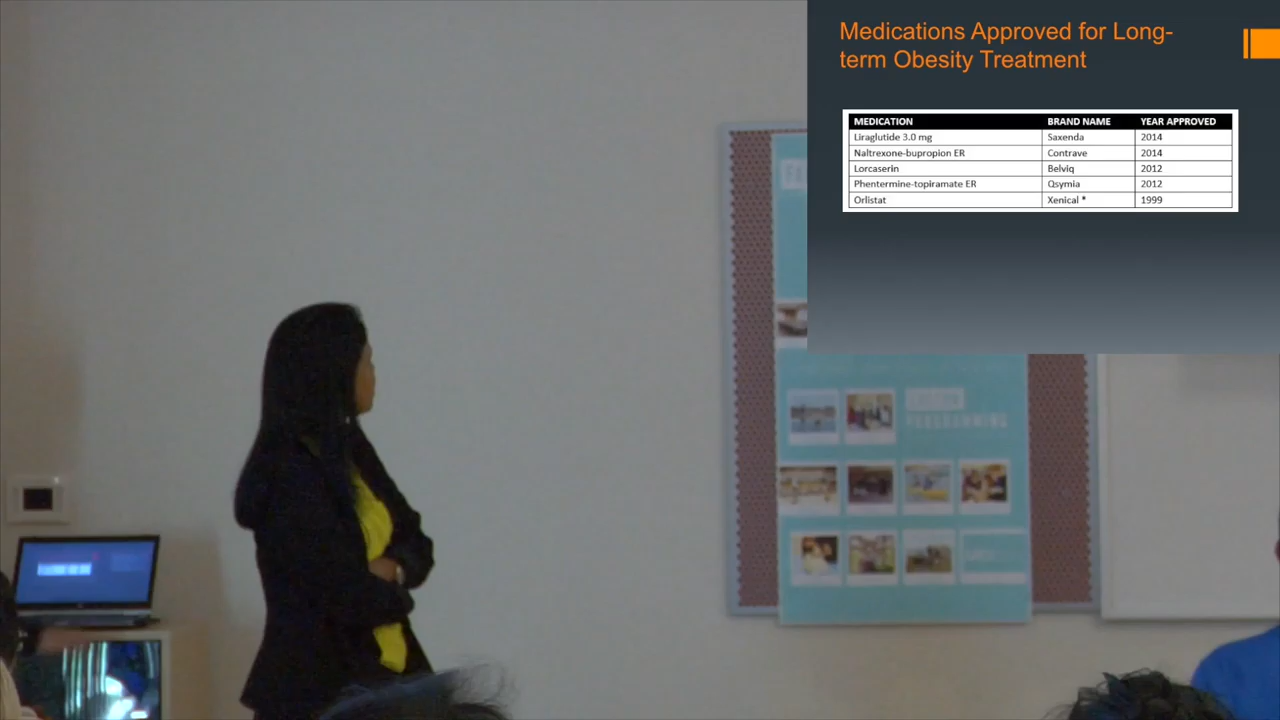 Medications Approved for Long-
term Obesity Treatment
MEDICATION BRAND NAME YEAR APPROVED
Liraglutide 3.0 mg Saxenda 2014
Naltrexone-bupropion ER Contrave 2014
Lorcaserin Belviq 2012
Phentermine-topiramate ER Qsymia 2012
Orlistat Xenical * 1999
PROGRAMMING